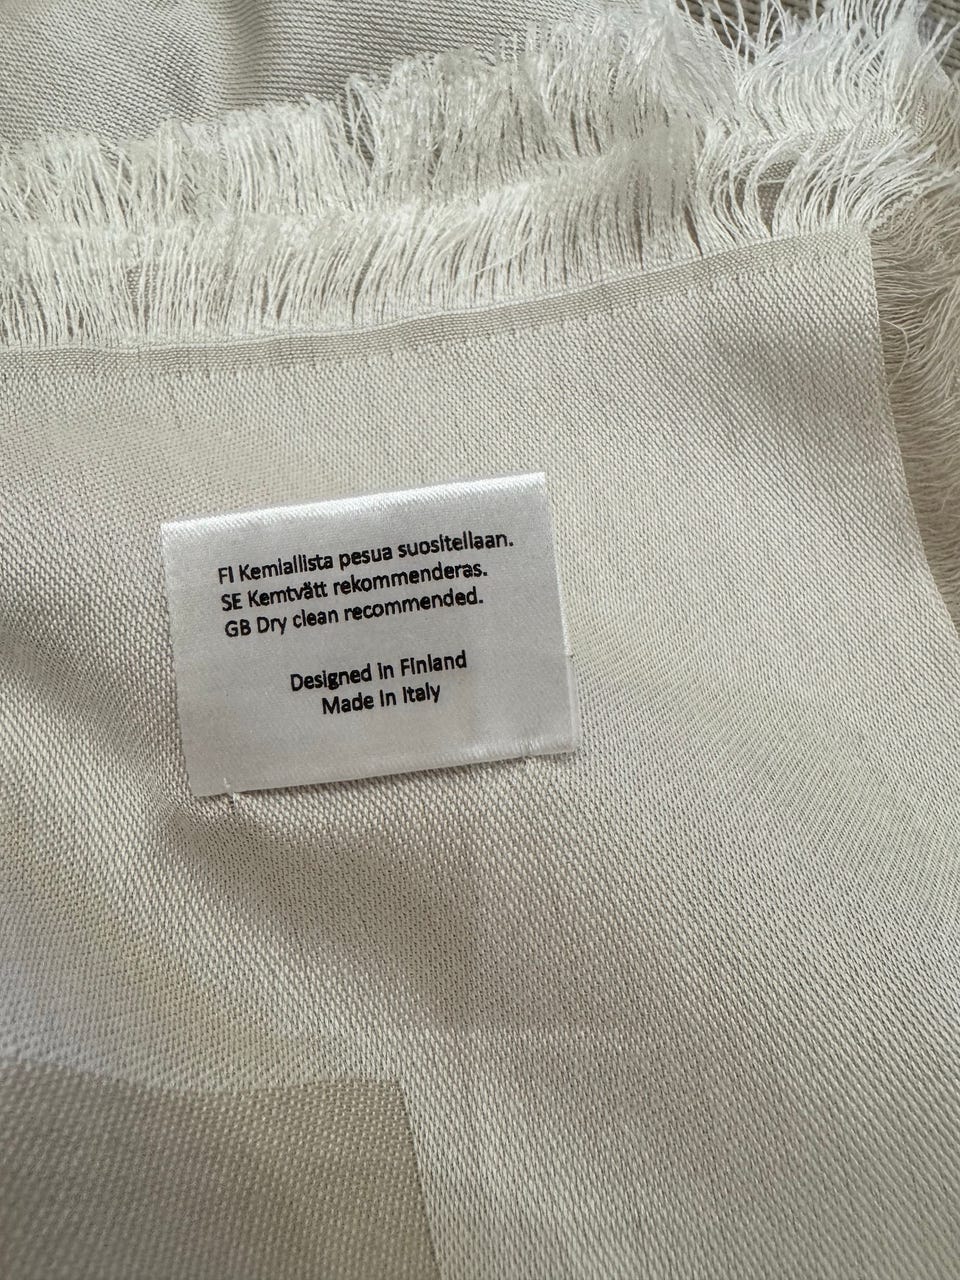 FI Kemiallista pesua suositellaan.
SE Kemtvätt rekommenderas.
GB Dry clean recommended.
Designed in Finland
Made in Italy